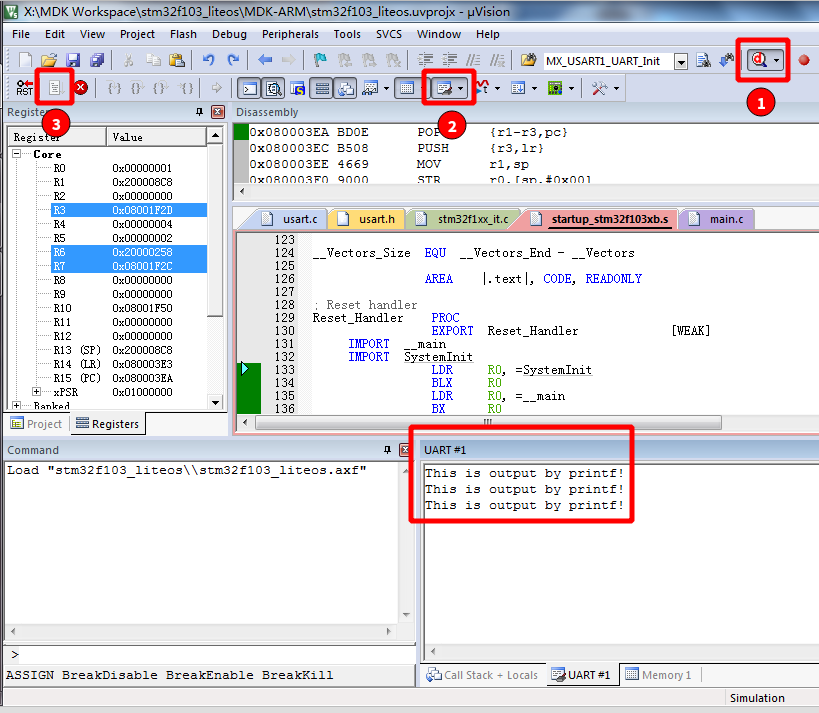 X:\MDK Workspace\stm32f103_liteos\MDK-ARM\stm32f103_liteos.uvprojx - µVision
File Edit View Project Flash Debug Peripherals Tools SVCS Window Help
MX_USART1_UART_Init
1
RST
2
3
Disassembly
Register Value
Core
R0 0x00000001
R1 0x200008C8
R2 0x00000000
R3 0x08001F2D
R4 0x00000004
R5 0x00000002
R6 0x20000258
R7 0x08001F2C
R8 0x00000000
R9 0x00000000
R10 0x08001F50
R11 0x00000000
R12 0x00000000
R13 (SP) 0x200008C8
R14 (LR) 0x080003E3
R15 (PC) 0x080003EA
xPSR 0x01000000
Banked
Project Registers
0x080003EA BD0E POP {r1-r3,pc}
0x080003EC B508 PUSH {r3,lr}
0x080003EE 4669 MOV r1,sp
0x080003F0 9000 STR r0,[sp,#0x00]
usart.c usart.h stm32f1xx_it.c startup_stm32f103xb.s main.c
123
124 __Vectors_Size EQU __Vectors_End - __Vectors
125
126 AREA |.text|, CODE, READONLY
127
128 ; Reset handler
129 Reset_Handler PROC
130 EXPORT Reset_Handler [WEAK]
131 IMPORT __main
132 IMPORT SystemInit
133 LDR R0, =SystemInit
134 BLX R0
135 LDR R0, =__main
136 BX R0
Command
Load "stm32f103_liteos\\stm32f103_liteos.axf"
>
ASSIGN BreakDisable BreakEnable BreakKill
UART #1
This is output by printf!
This is output by printf!
This is output by printf!
Call Stack + Locals UART #1 Memory 1
Simulation